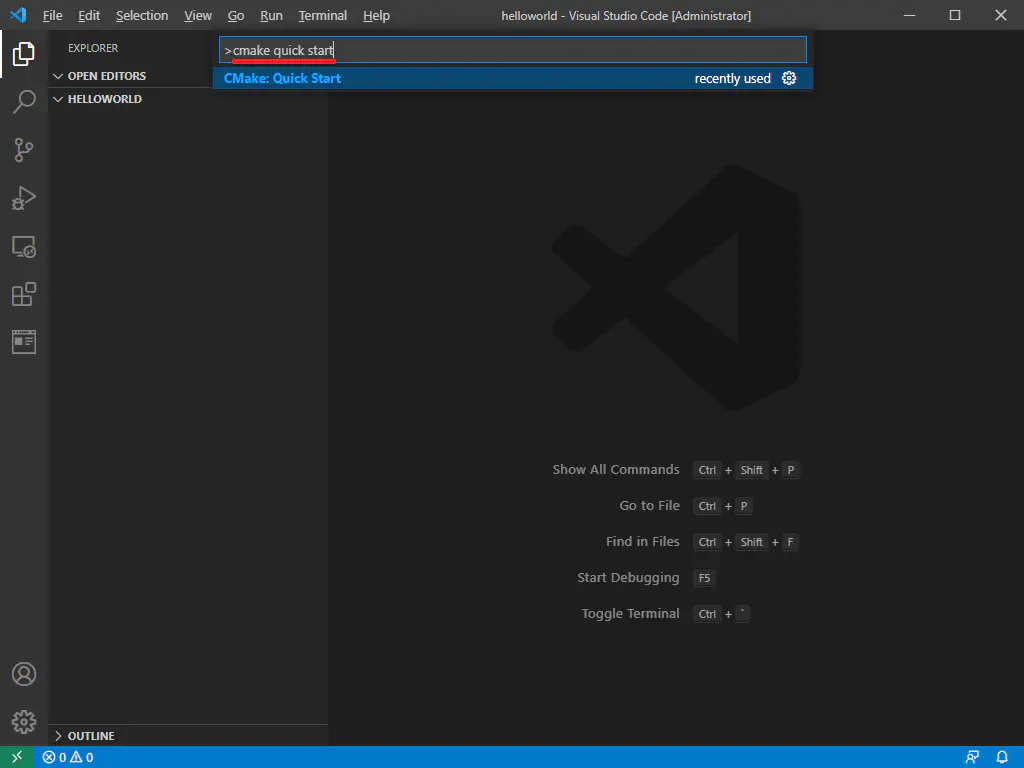 File Edit Selection View Go Run Terminal Help helloworld - Visual Studio Code [Administrator]
EXPLORER
>cmake quick start
CMake: Quick Start recently used
OPEN EDITORS
HELLOWORLD
Show All Commands Ctrl + Shift + P
Go to File Ctrl + P
Find in Files Ctrl + Shift + F
Start Debugging F5
Toggle Terminal Ctrl + `
OUTLINE
0 0